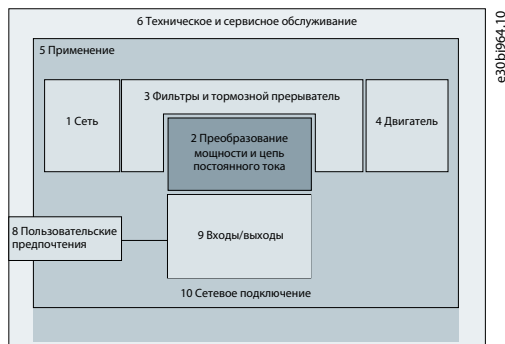 6 Техническое и сервисное обслуживание
5 Применение
3 Фильтры и тормозной прерыватель
1 Сеть
4 Двигатель
2 Преобразование
мощности и цепь
постоянного тока
8 Пользовательские
предпочтения
9 Входы/выходы
10 Сетевое подключение
e30bi964.10